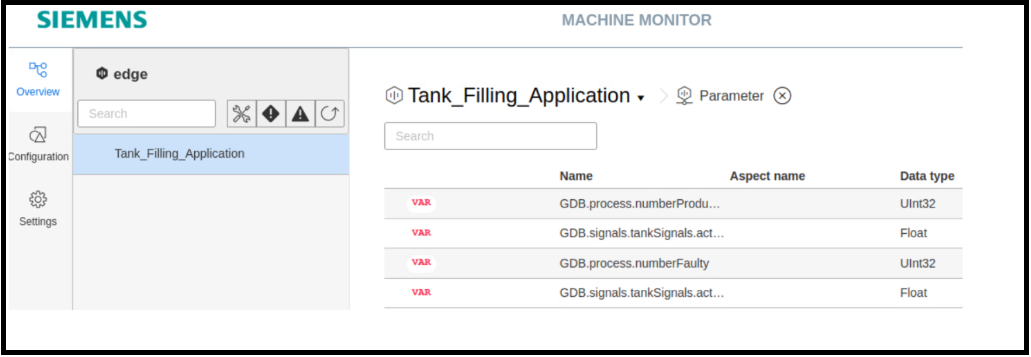 SIEMENS
MACHINE MONITOR
Overview
Configuration
Settings
edge
Search
Tank_Filling_Application
Tank_Filling_Application
Parameter
Search
Name Aspect name Data type
VAR GDB.process.numberProdu... UInt32
VAR GDB.signals.tankSignals.act... Float
VAR GDB.process.numberFaulty UInt32
VAR GDB.signals.tankSignals.act... Float